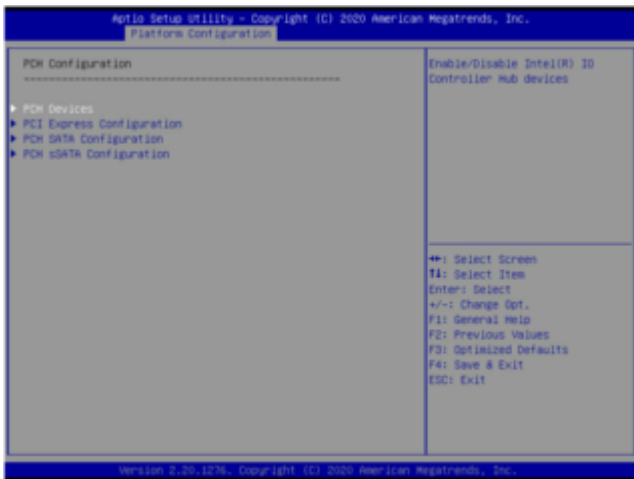 Aptio Setup Utility - Copyright (C) 2020 American Megatrends, Inc.
Platform Configuration
PCH Configuration
--------------------------------------------------
PCH Devices
PCI Express Configuration
PCH SATA Configuration
PCH sSATA Configuration
Enable/Disable Intel(R) IO
Controller Hub devices
↔: Select Screen
↑↓: Select Item
Enter: Select
+/-: Change Opt.
F1: General Help
F2: Previous Values
F3: Optimized Defaults
F4: Save & Exit
ESC: Exit
Version 2.20.1276. Copyright (C) 2020 American Megatrends, Inc.